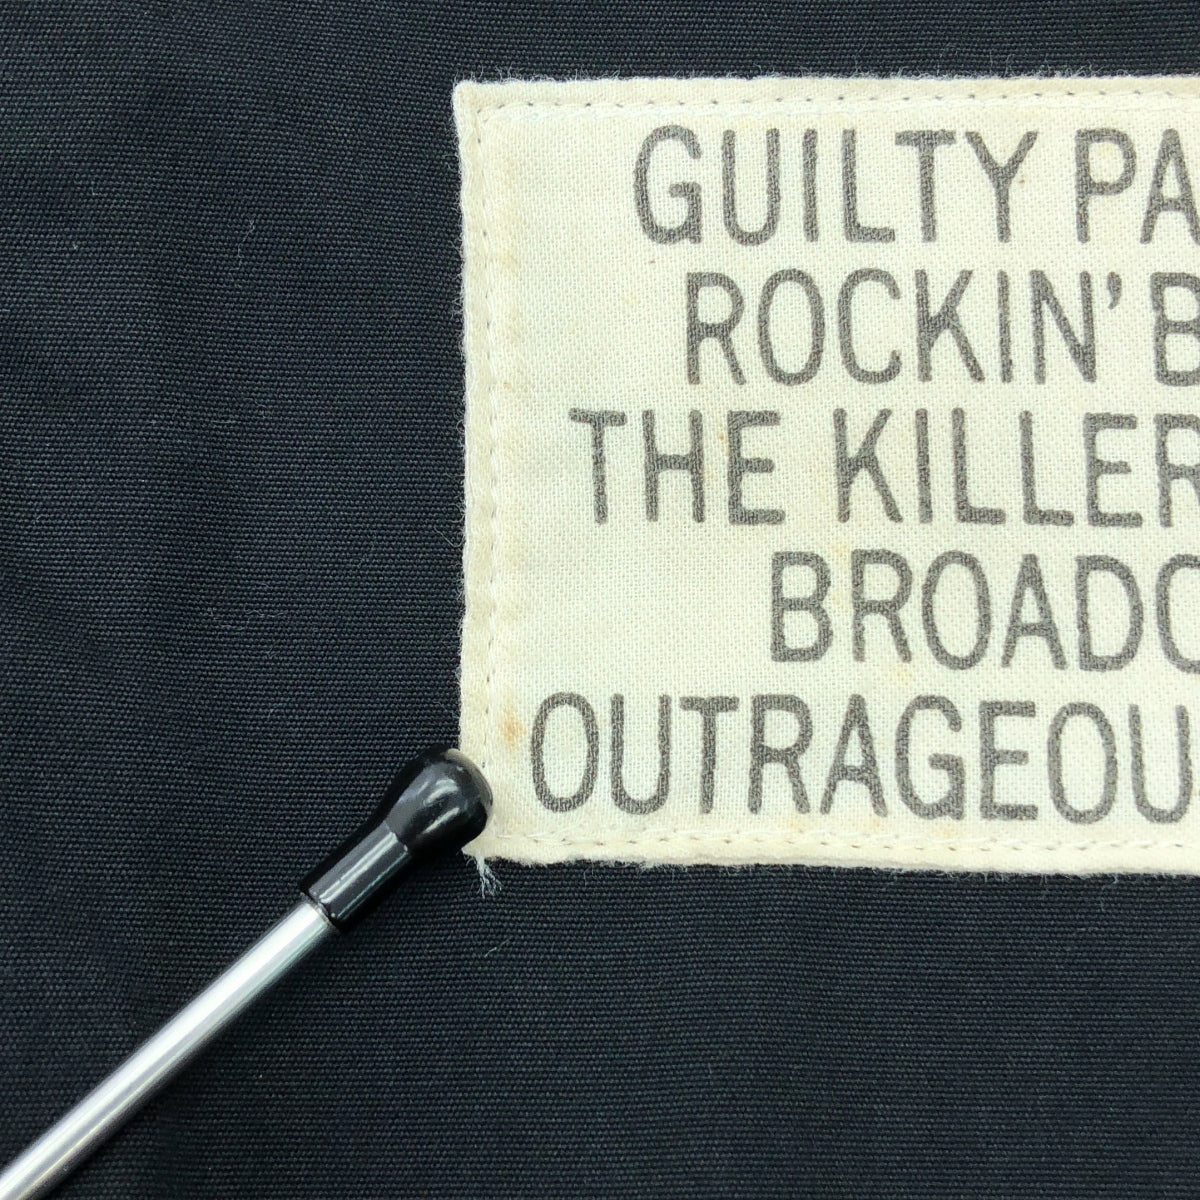 GUILTY PA
ROCKIN' B
THE KILLER
BROADC
OUTRAGEOU